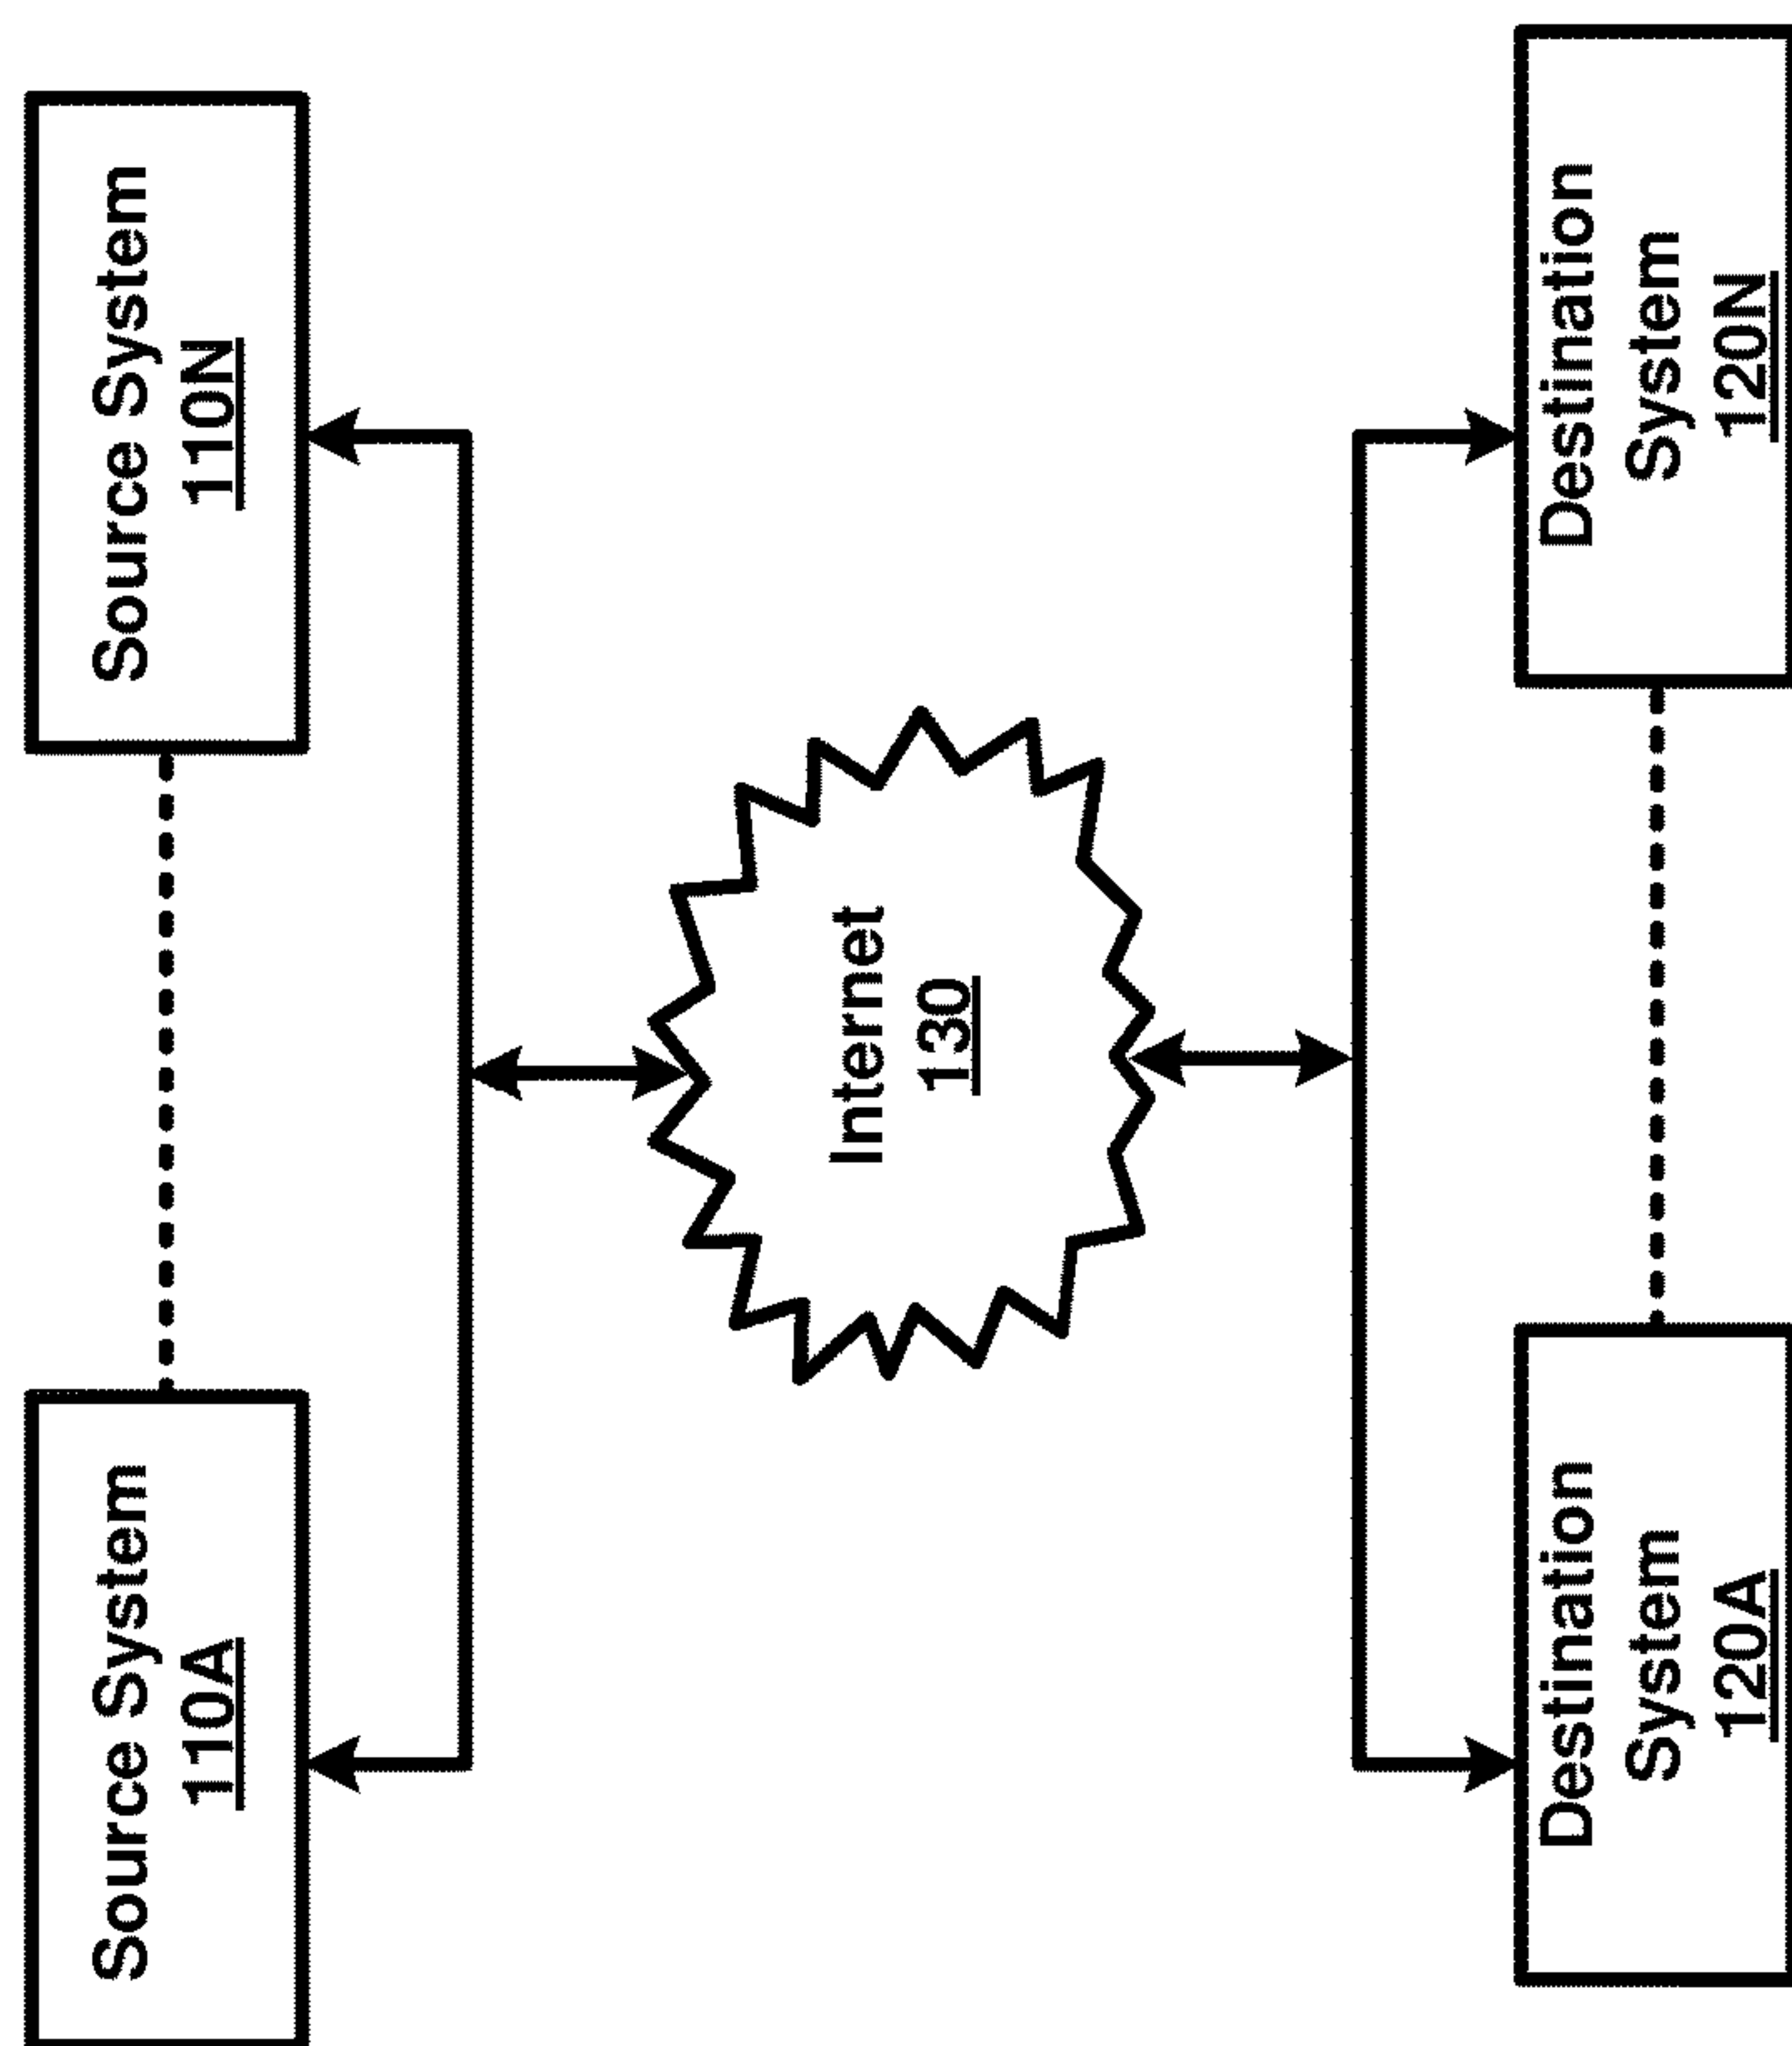 Source System
110A
Source System
110N
Internet
130
Destination
System
120A
Destination
System
120N